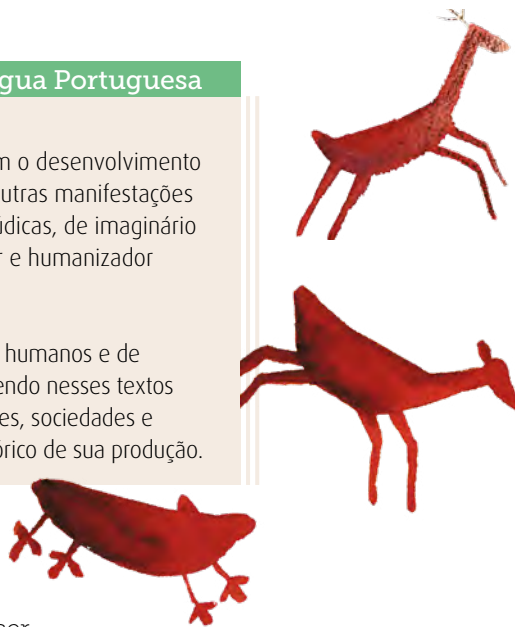 gua Portuguesa
m o desenvolvimento
utras manifestações
údicas, de imaginário
r e humanizador
humanos e de
endo nesses textos
es, sociedades e
órico de sua produção.